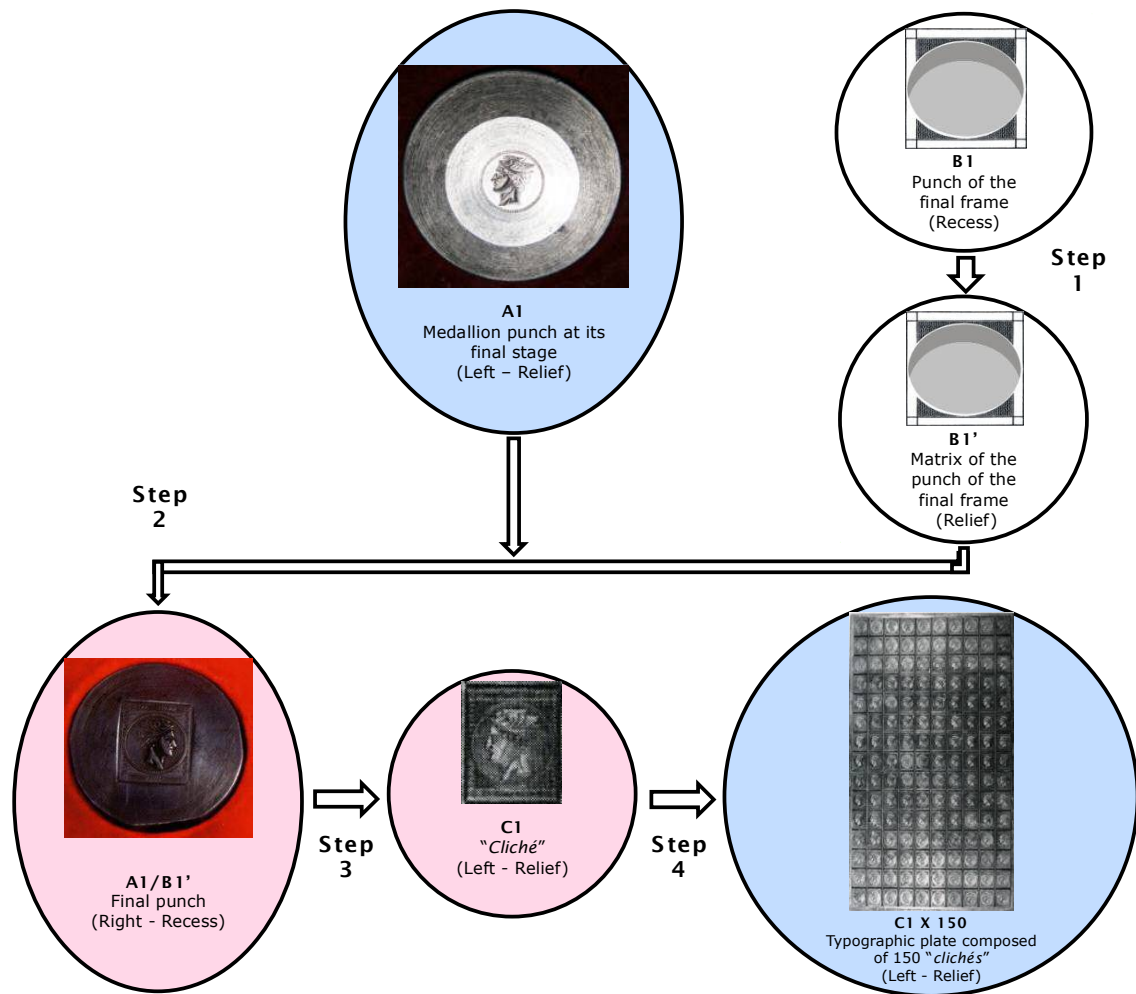 A1
Medallion punch at its
final stage
(Left – Relief)
B1
Punch of the
final frame
(Recess)
Step
1
B1’
Matrix of the
punch of the
final frame
(Relief)
Step
2
A1/B1’
Final punch
(Right - Recess)
Step
3
C1
“Cliché”
(Left - Relief)
Step
4
C1 X 150
Typographic plate composed
of 150 “clichés”
(Left - Relief)